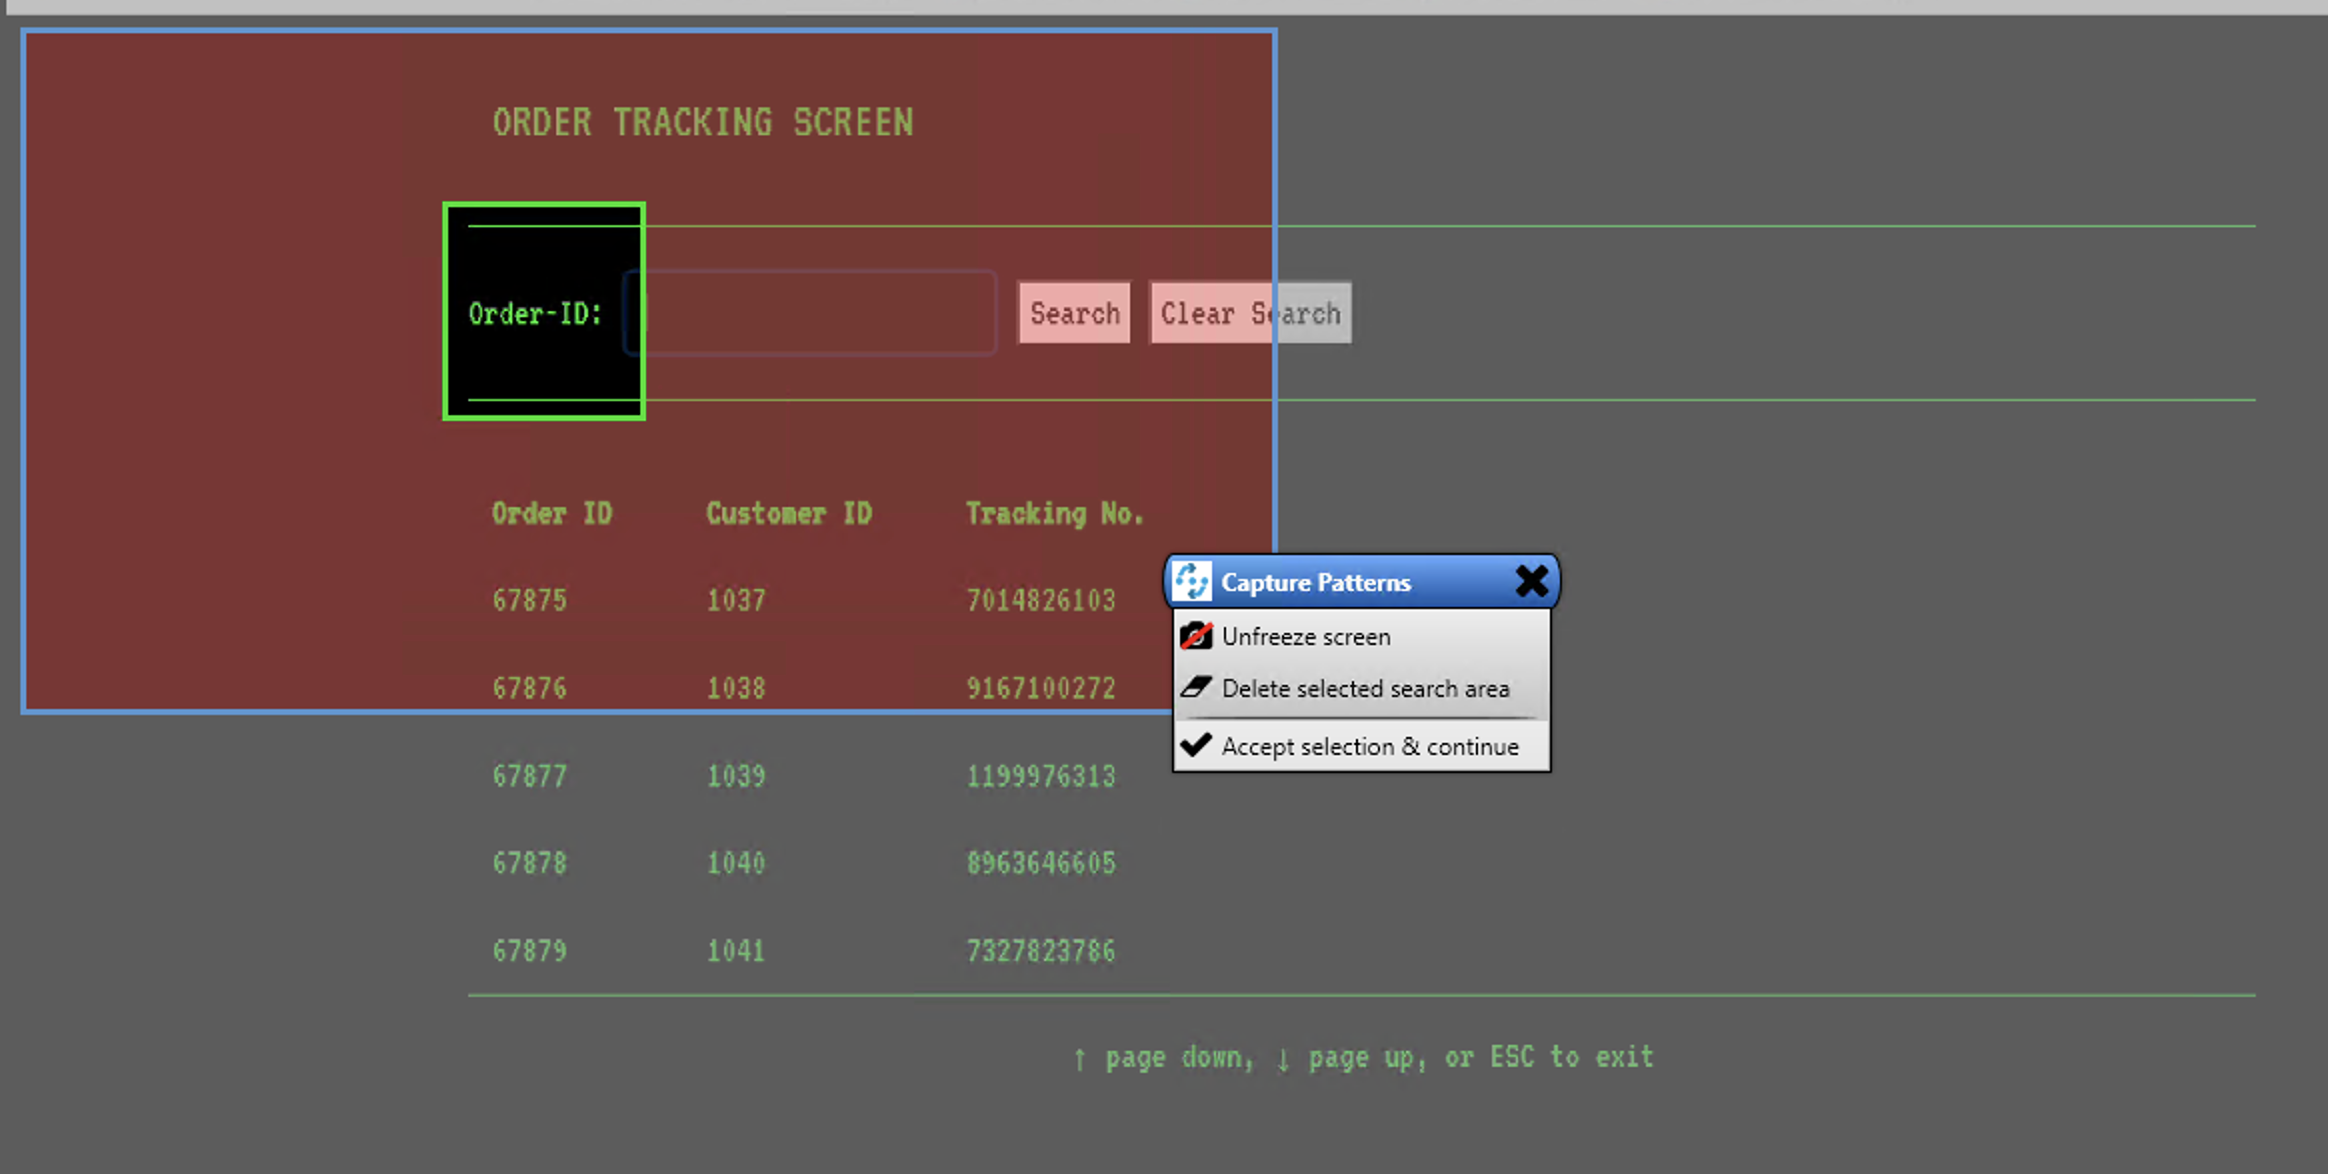 ORDER TRACKING SCREEN
Order-ID: Search Clear Search
Order ID Customer ID Tracking No.
67875 1037 7014826103
67876 1038 9167100272
67877 1039 1199976313
67878 1040 8963646605
67879 1041 7327823786
Capture Patterns
Unfreeze screen
Delete selected search area
Accept selection & continue
↑ page down, ↓ page up, or ESC to exit